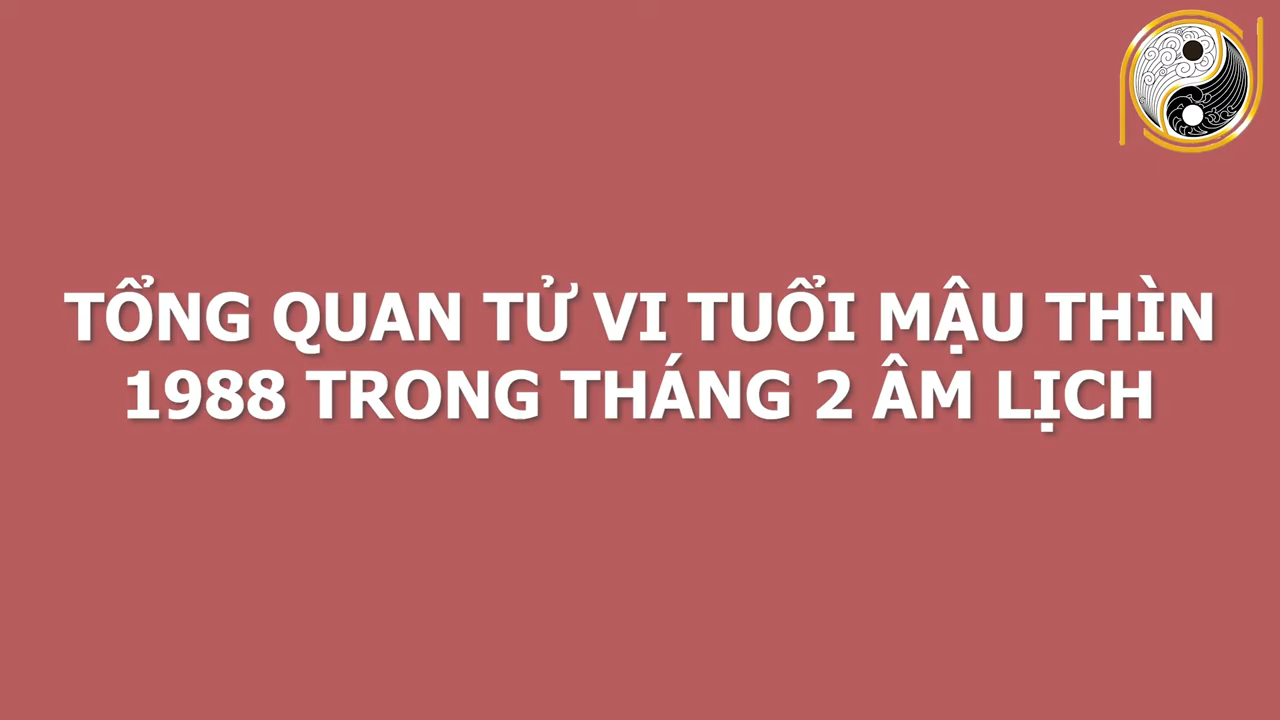 TỔNG QUAN TỬ VI TUỔI MẬU THÌN
1988 TRONG THÁNG 2 ÂM LỊCH